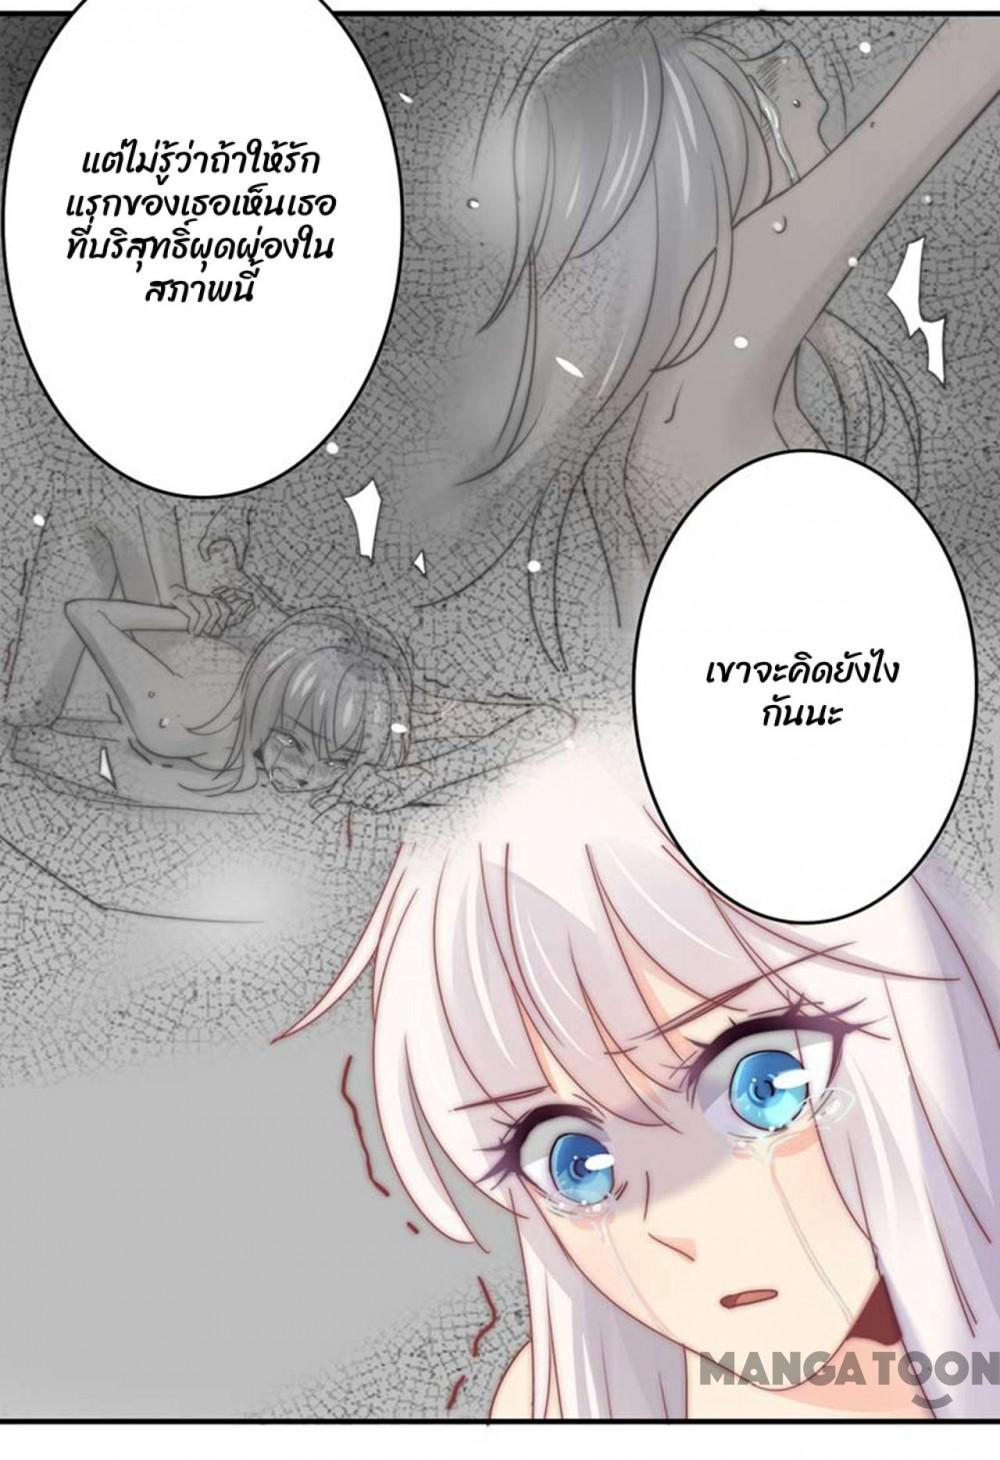 แต่ไม่รู้ว่าถ้าให้รัก
แรกของเธอเห็นเธอ
ที่บริสุทธิ์ผุดผ่องใน
สภาพนี้
เขาจะคิดยังไง
กันนะ
MANGATOON